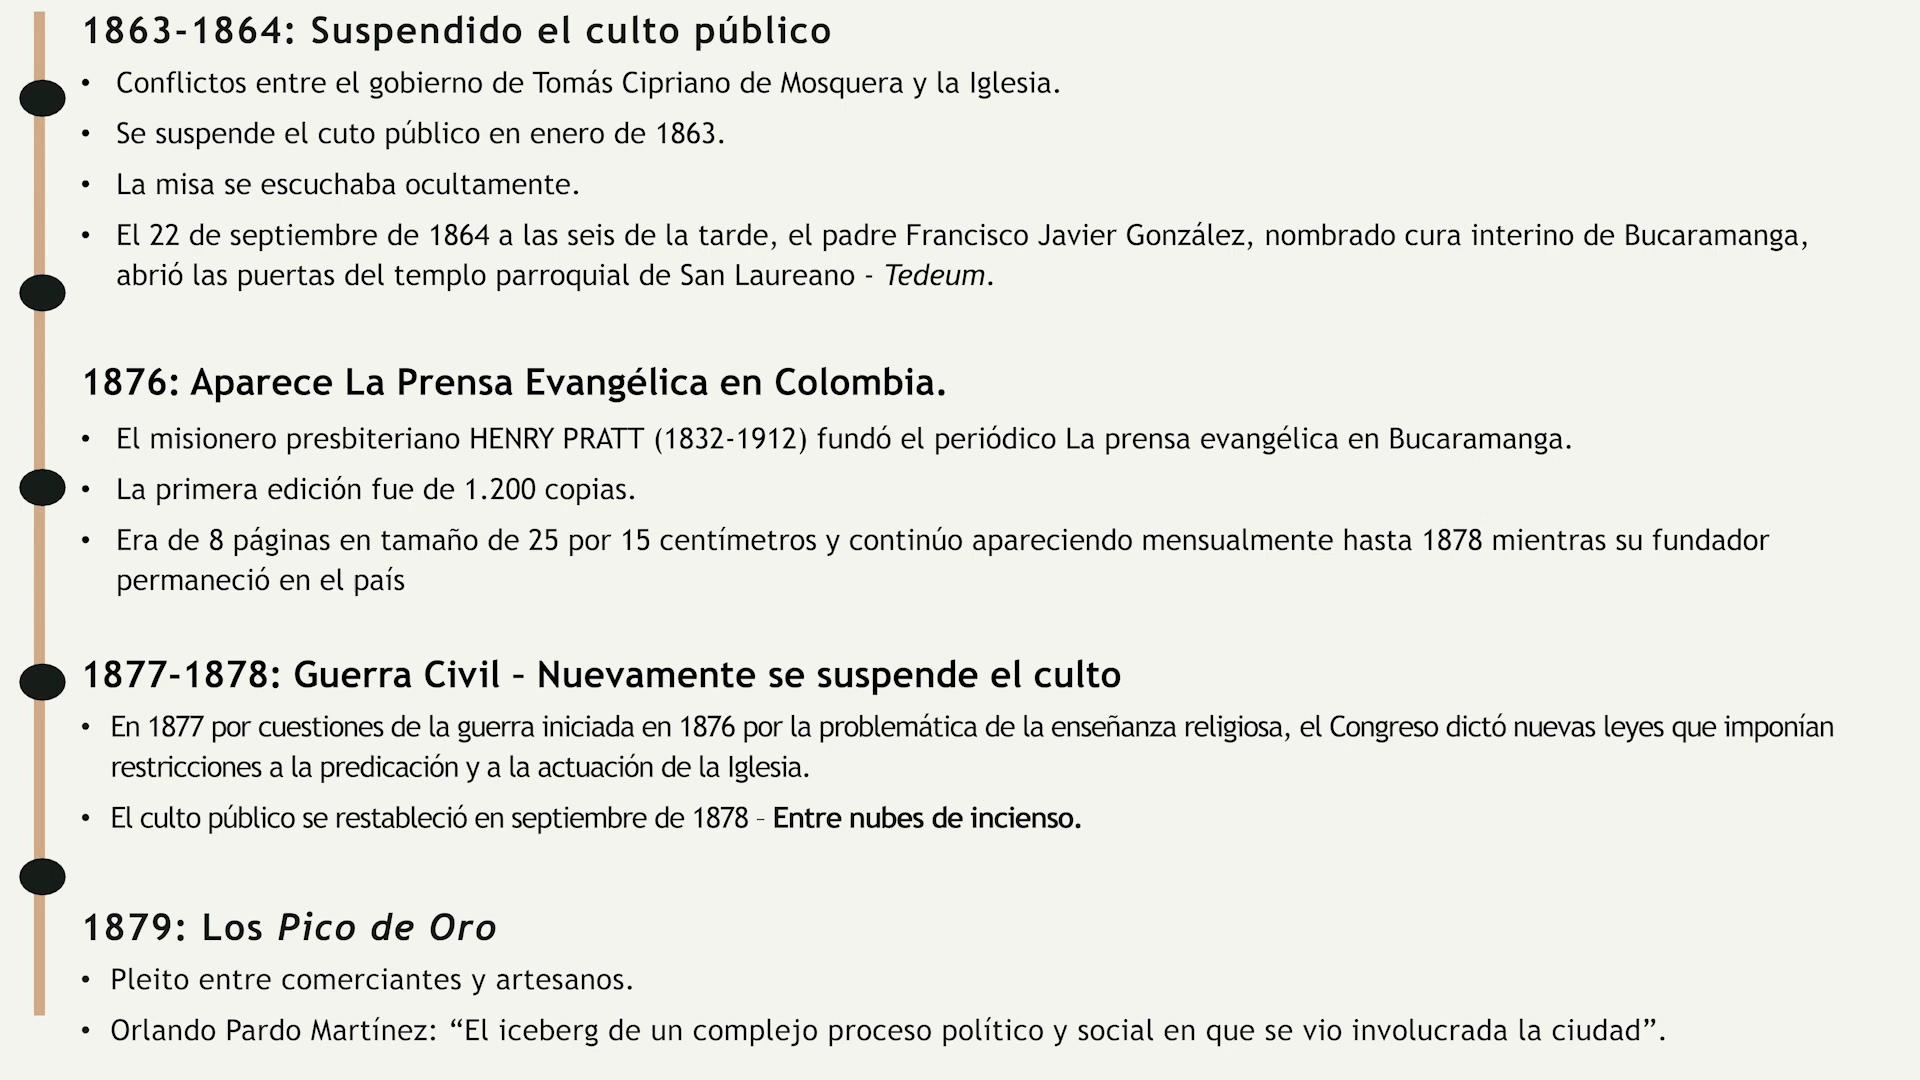 1863-1864: Suspendido el culto público
• Conflictos entre el gobierno de Tomás Cipriano de Mosquera y la Iglesia.
• Se suspende el cuto público en enero de 1863.
• La misa se escuchaba ocultamente.
• El 22 de septiembre de 1864 a las seis de la tarde, el padre Francisco Javier González, nombrado cura interino de Bucaramanga,
abrió las puertas del templo parroquial de San Laureano - Tedeum.
1876: Aparece La Prensa Evangélica en Colombia.
• El misionero presbiteriano HENRY PRATT (1832-1912) fundó el periódico La prensa evangélica en Bucaramanga.
• La primera edición fue de 1.200 copias.
• Era de 8 páginas en tamaño de 25 por 15 centímetros y continúo apareciendo mensualmente hasta 1878 mientras su fundador
permaneció en el país
1877-1878: Guerra Civil – Nuevamente se suspende el culto
• En 1877 por cuestiones de la guerra iniciada en 1876 por la problemática de la enseñanza religiosa, el Congreso dictó nuevas leyes que imponían
restricciones a la predicación y a la actuación de la Iglesia.
• El culto público se restableció en septiembre de 1878 - Entre nubes de incienso.
1879: Los Pico de Oro
• Pleito entre comerciantes y artesanos.
• Orlando Pardo Martínez: “El iceberg de un complejo proceso político y social en que se vio involucrada la ciudad”.